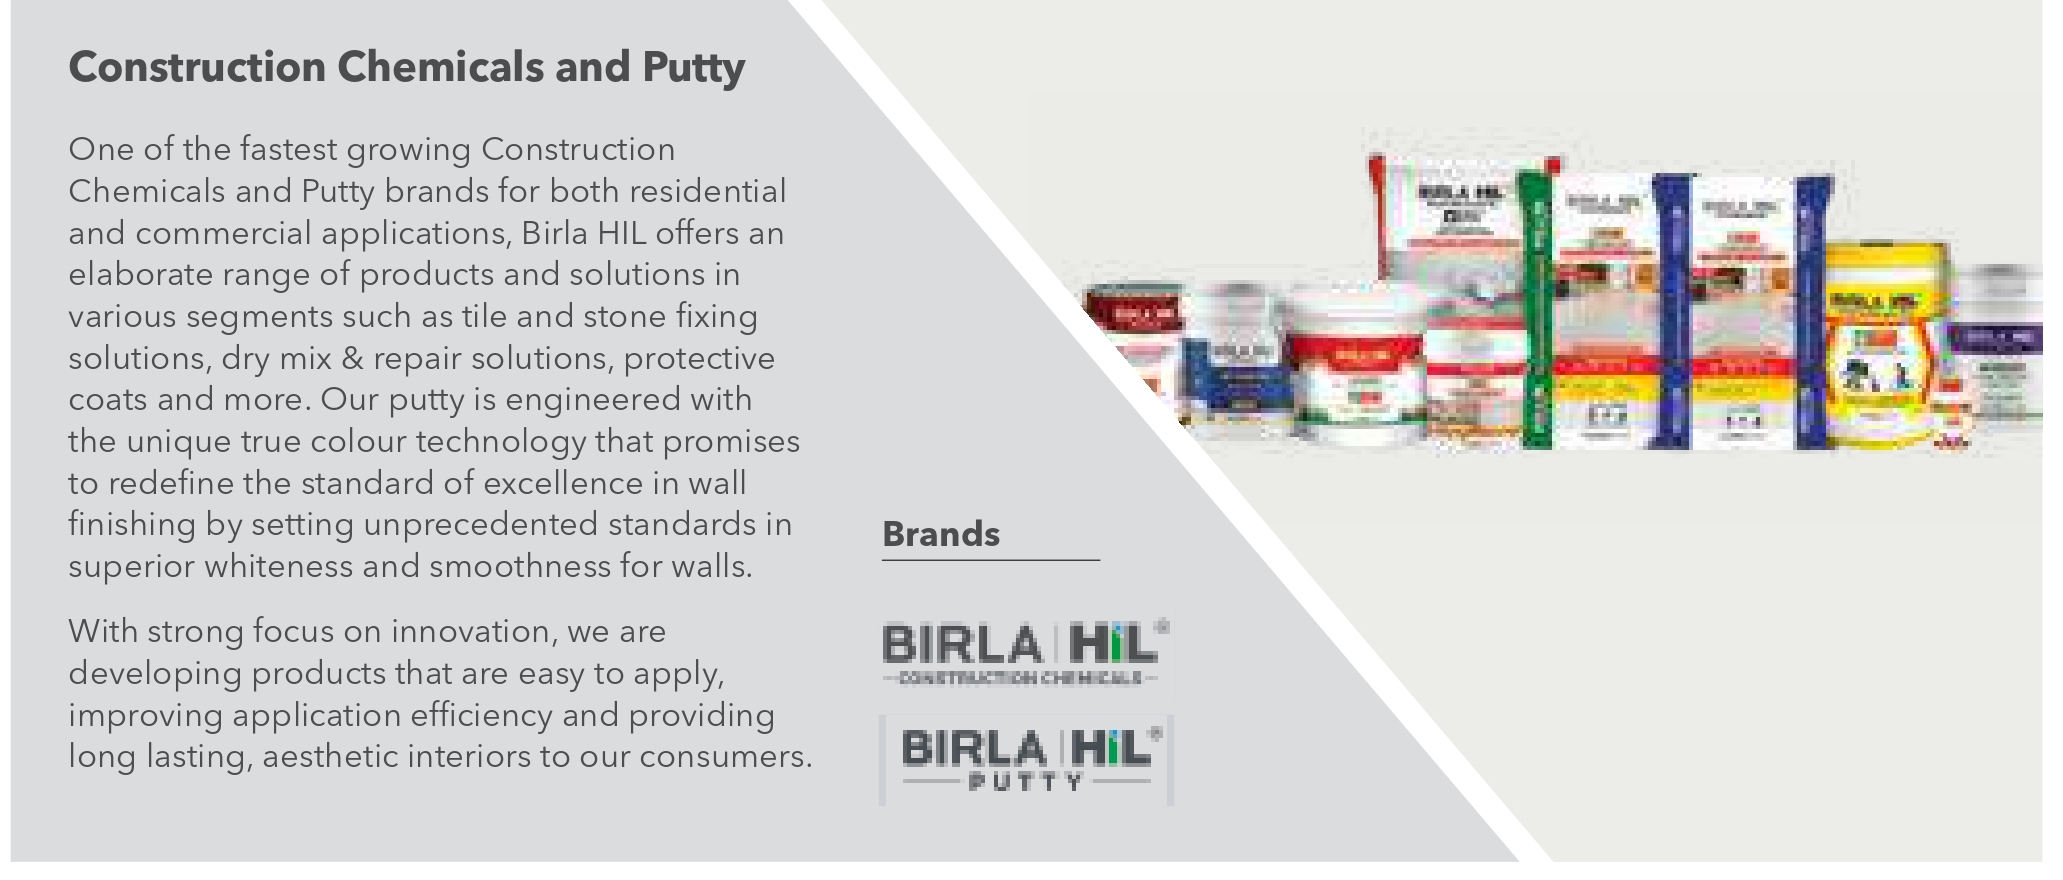 Construction Chemicals and Putty
One of the fastest growing Construction
Chemicals and Putty brands for both residential
and commercial applications, Birla HIL offers an
elaborate range of products and solutions in
various segments such as tile and stone fixing
solutions, dry mix & repair solutions, protective
coats and more. Our putty is engineered with
the unique true colour technology that promises
to redefine the standard of excellence in wall
finishing by setting unprecedented standards in
superior whiteness and smoothness for walls.
With strong focus on innovation, we are
developing products that are easy to apply,
improving application efficiency and providing
long lasting, aesthetic interiors to our consumers.
Brands
BIRLA | HiL®
CONSTRUCTION CHEMICALS
BIRLA | HiL®
PUTTY
BIRLA HIL